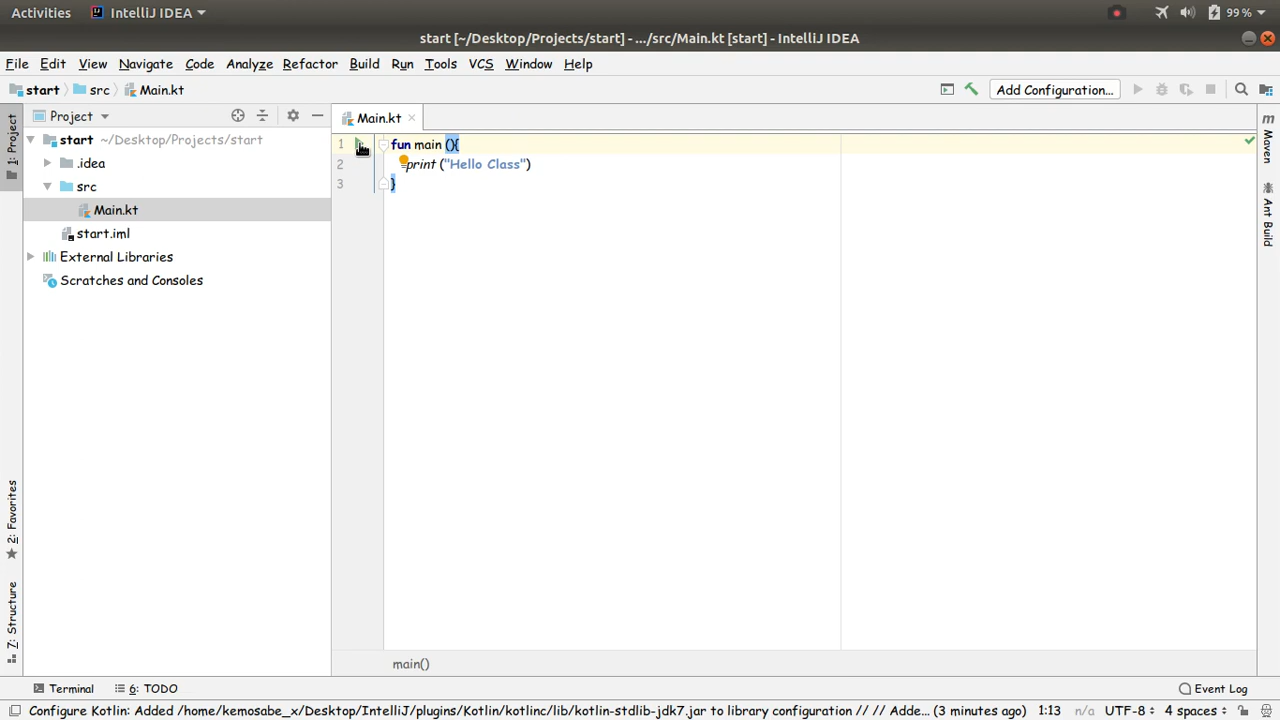 Activities IntelliJ IDEA 99 %
start [~/Desktop/Projects/start] - .../src/Main.kt [start] - IntelliJ IDEA
File Edit View Navigate Code Analyze Refactor Build Run Tools VCS Window Help
start src Main.kt Add Configuration...
1: Project
Project
Main.kt
Maven
Ant Build
start ~/Desktop/Projects/start
.idea
src
Main.kt
start.iml
External Libraries
Scratches and Consoles
1 fun main (){
2 print ("Hello Class")
3 }
2: Favorites
7: Structure
main()
Terminal 6: TODO Event Log
Configure Kotlin: Added /home/kemosabe_x/Desktop/IntelliJ/plugins/Kotlin/kotlinc/lib/kotlin-stdlib-jdk7.jar to library configuration // // Adde... (3 minutes ago) 1:13 n/a UTF-8 4 spaces